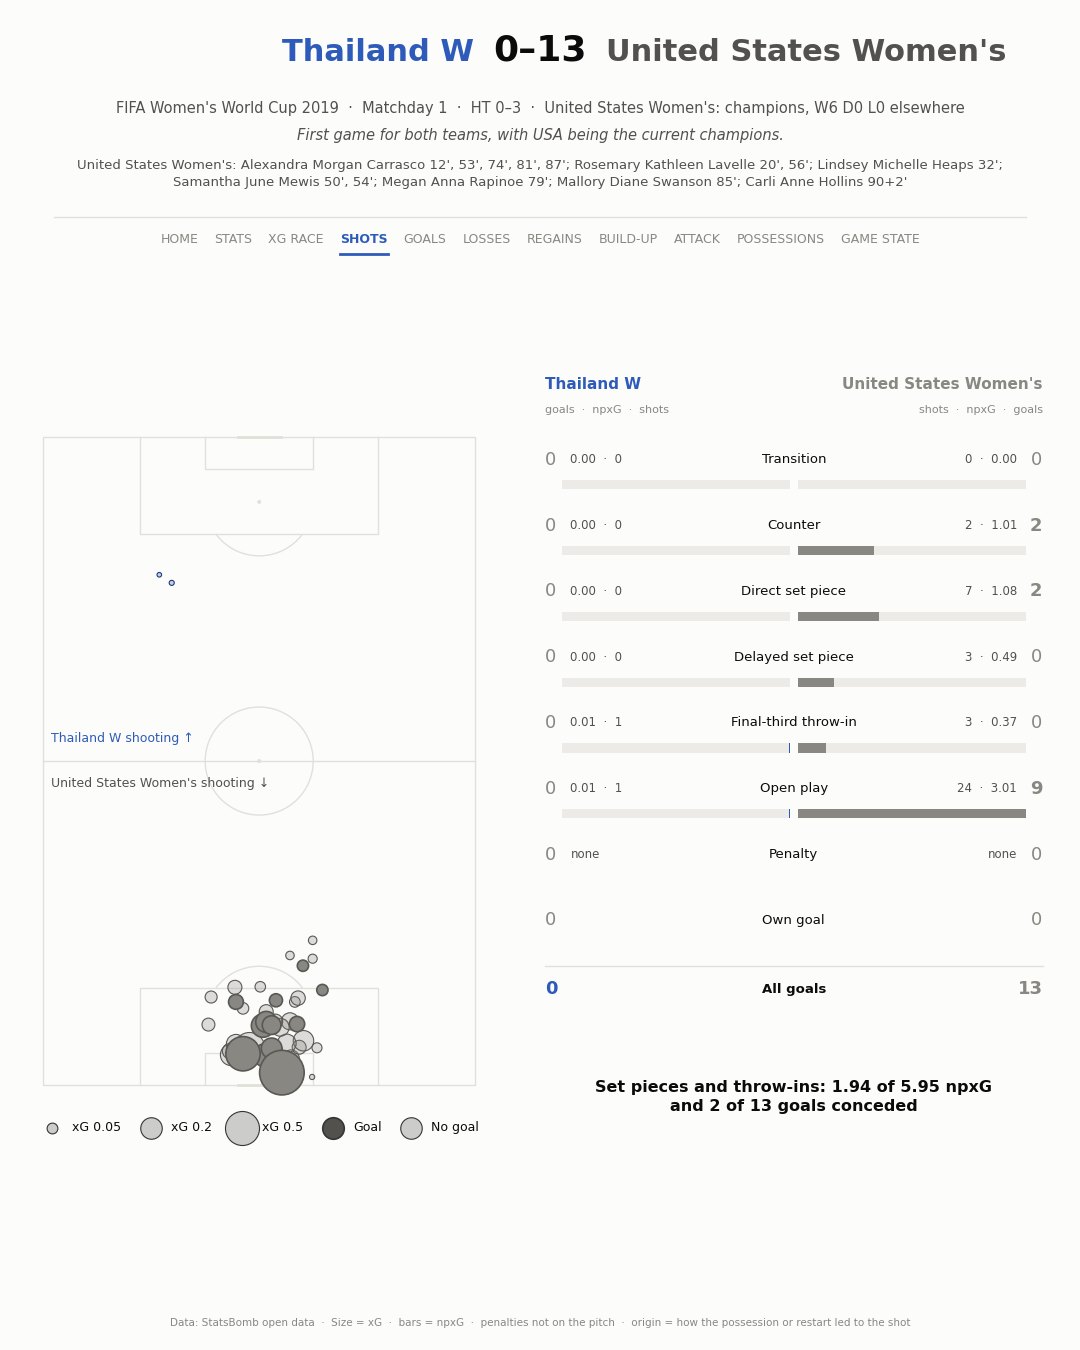 Thailand W 0–13 United States Women's
FIFA Women's World Cup 2019 · Matchday 1 · HT 0–3 · United States Women's: champions, W6 D0 L0 elsewhere
First game for both teams, with USA being the current champions.
United States Women's: Alexandra Morgan Carrasco 12', 53', 74', 81', 87'; Rosemary Kathleen Lavelle 20', 56'; Lindsey Michelle Heaps 32';
Samantha June Mewis 50', 54'; Megan Anna Rapinoe 79'; Mallory Diane Swanson 85'; Carli Anne Hollins 90+2'
HOME STATS XG RACE SHOTS GOALS LOSSES REGAINS BUILD-UP ATTACK POSSESSIONS GAME STATE
Thailand W shooting ↑
United States Women's shooting ↓
xG 0.05 xG 0.2 xG 0.5 Goal No goal
Thailand W United States Women's
goals · npxG · shots shots · npxG · goals
0 0.00 · 0 Transition 0 · 0.00 0
0 0.00 · 0 Counter 2 · 1.01 2
0 0.00 · 0 Direct set piece 7 · 1.08 2
0 0.00 · 0 Delayed set piece 3 · 0.49 0
0 0.01 · 1 Final-third throw-in 3 · 0.37 0
0 0.01 · 1 Open play 24 · 3.01 9
0 none Penalty none 0
0 Own goal 0
0 All goals 13
Set pieces and throw-ins: 1.94 of 5.95 npxG
and 2 of 13 goals conceded
Data: StatsBomb open data · Size = xG · bars = npxG · penalties not on the pitch · origin = how the possession or restart led to the shot